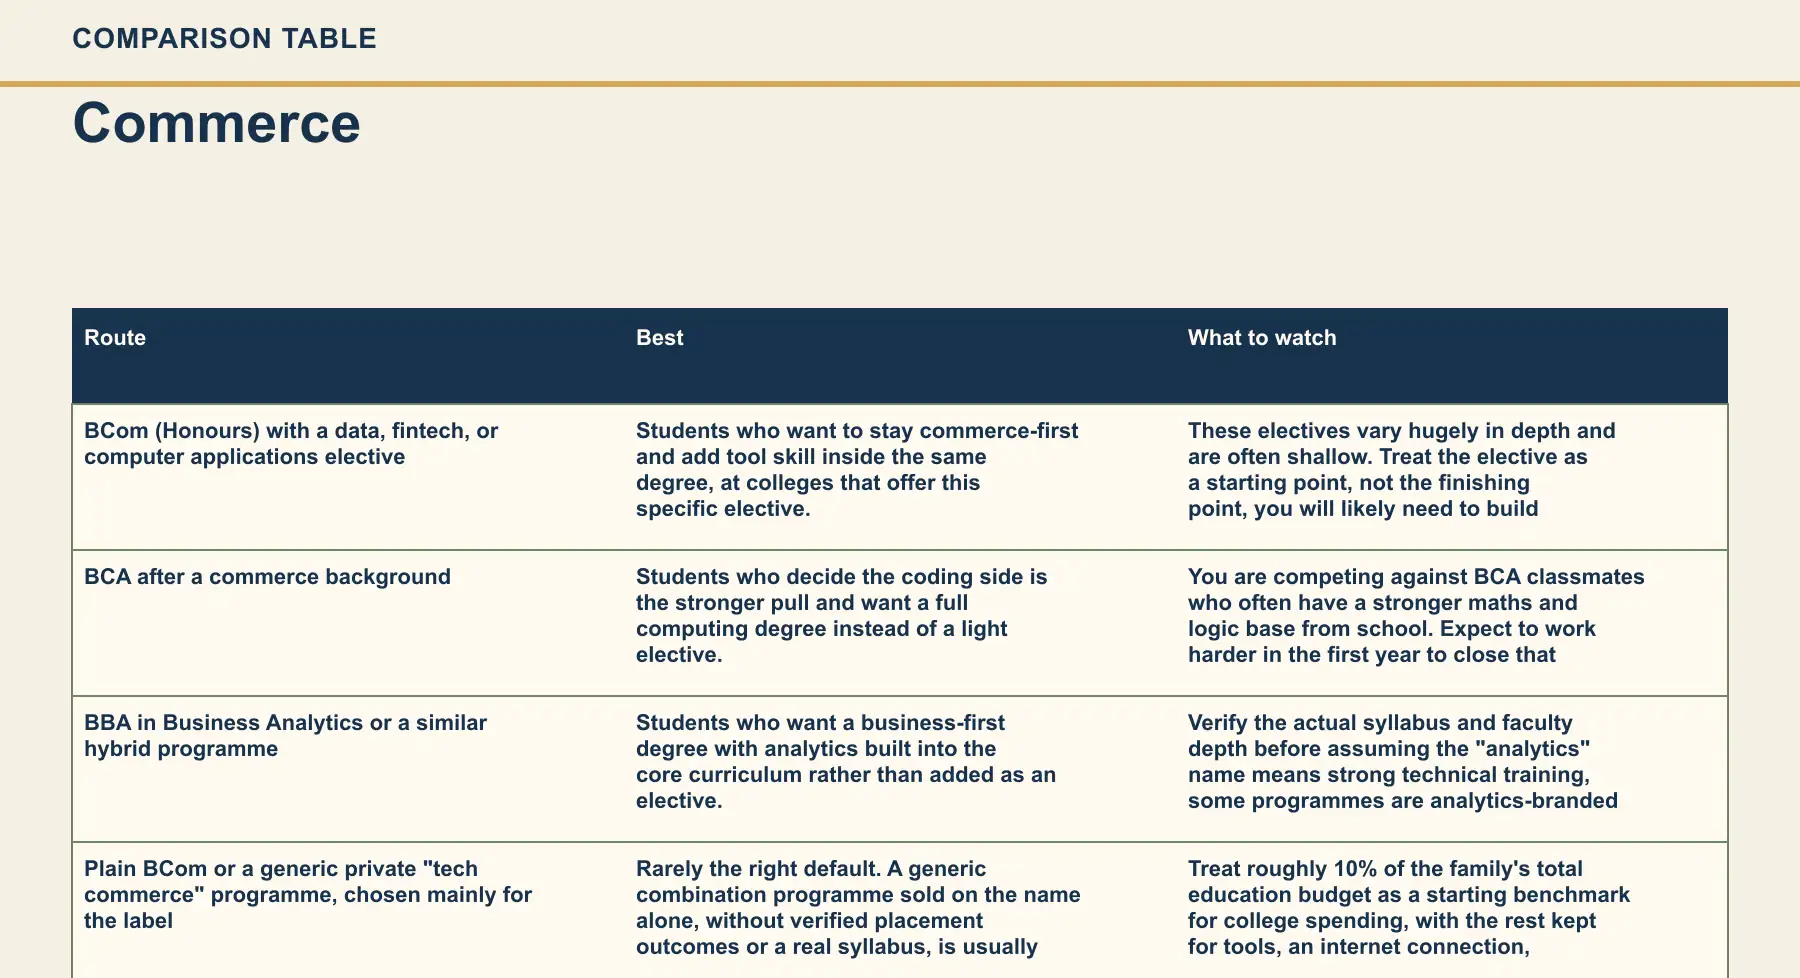 COMPARISON TABLE
Commerce
Route
Best
What to watch
BCom (Honours) with a data, fintech, or
computer applications elective
Students who want to stay commerce-first
and add tool skill inside the same
degree, at colleges that offer this
specific elective.
These electives vary hugely in depth and
are often shallow. Treat the elective as
a starting point, not the finishing
point, you will likely need to build
BCA after a commerce background
Students who decide the coding side is
the stronger pull and want a full
computing degree instead of a light
elective.
You are competing against BCA classmates
who often have a stronger maths and
logic base from school. Expect to work
harder in the first year to close that
BBA in Business Analytics or a similar
hybrid programme
Students who want a business-first
degree with analytics built into the
core curriculum rather than added as an
elective.
Verify the actual syllabus and faculty
depth before assuming the "analytics"
name means strong technical training,
some programmes are analytics-branded
Plain BCom or a generic private "tech
commerce" programme, chosen mainly for
the label
Rarely the right default. A generic
combination programme sold on the name
alone, without verified placement
outcomes or a real syllabus, is usually
Treat roughly 10% of the family's total
education budget as a starting benchmark
for college spending, with the rest kept
for tools, an internet connection,